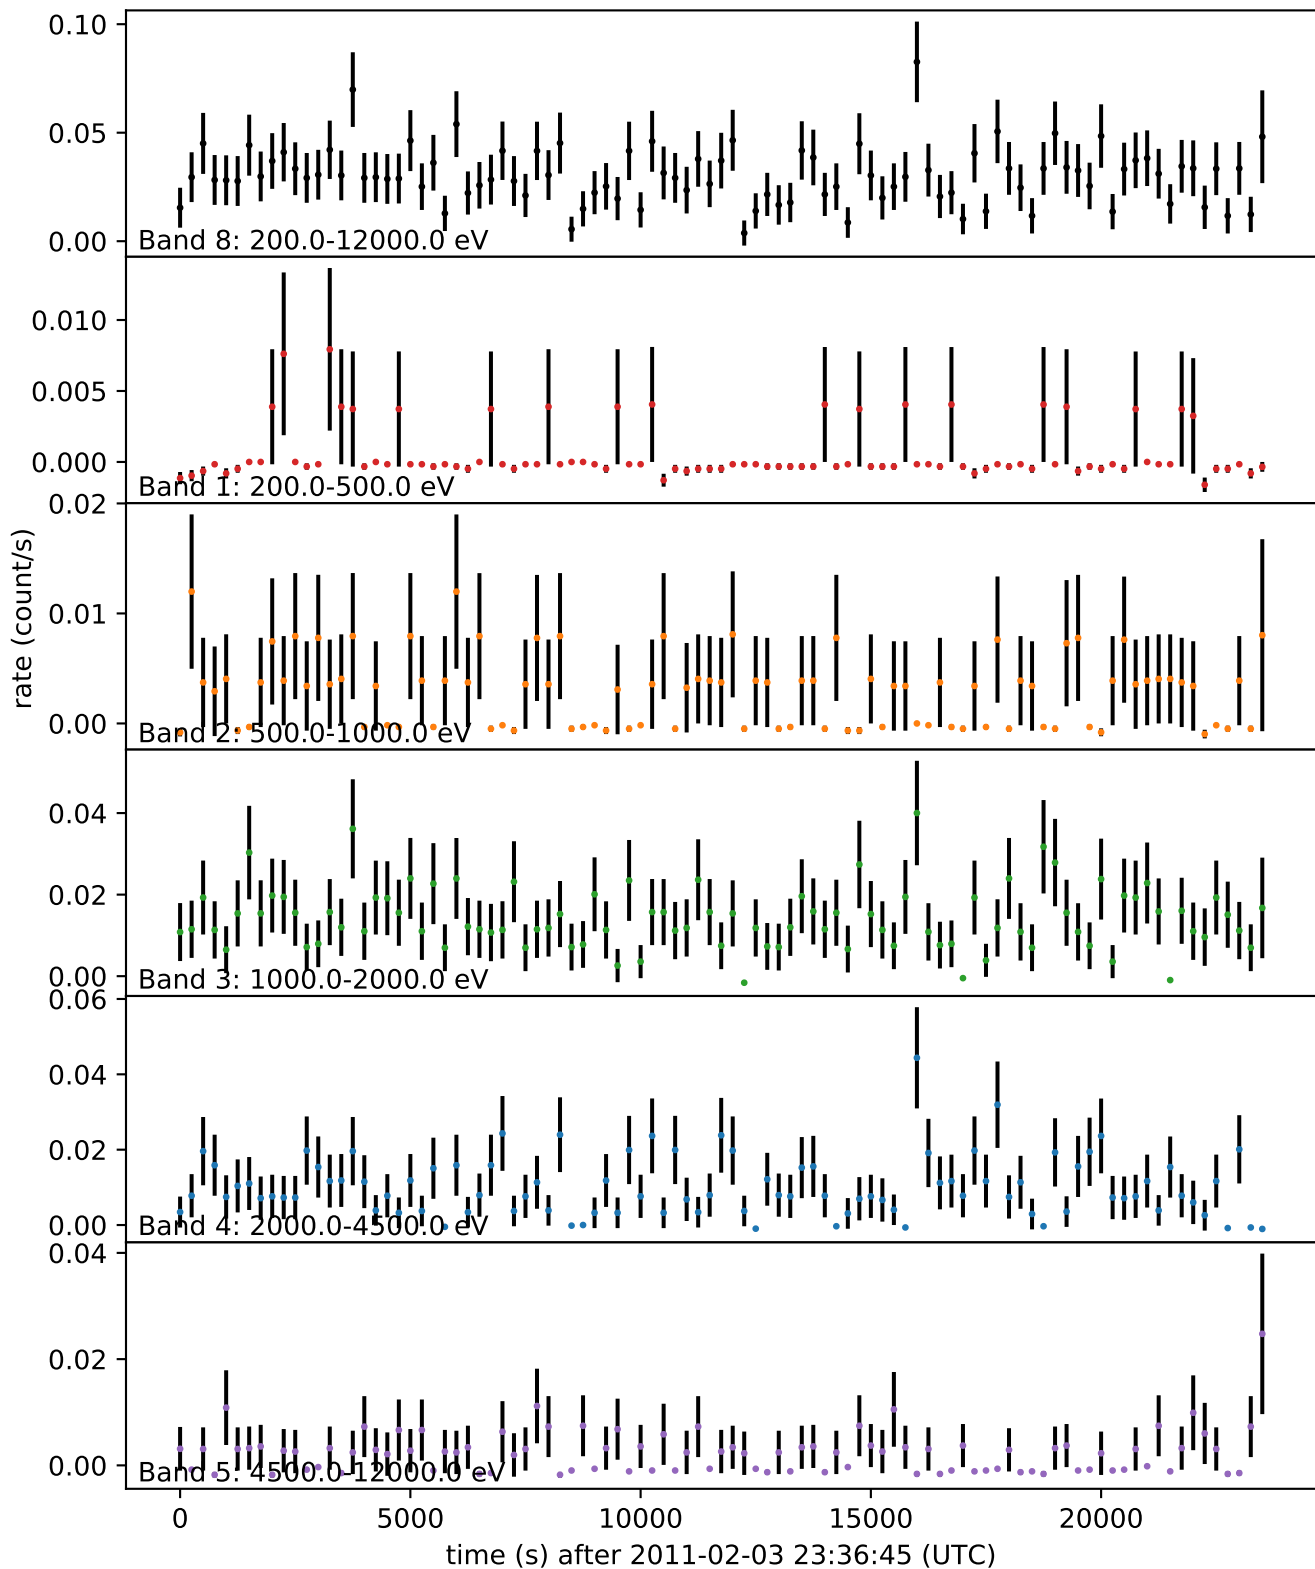 0.10
0.05
0.00
Band 8: 200.0-12000.0 eV
0.010
0.005
0.000
Band 1: 200.0-500.0 eV
0.02
0.01
0.00
Band 2: 500.0-1000.0 eV
rate (count/s)
0.04
0.02
0.00
Band 3: 1000.0-2000.0 eV
0.06
0.04
0.02
0.00
Band 4: 2000.0-4500.0 eV
0.04
0.02
0.00
Band 5: 4500.0-12000.0 eV
0 5000 10000 15000 20000
time (s) after 2011-02-03 23:36:45 (UTC)